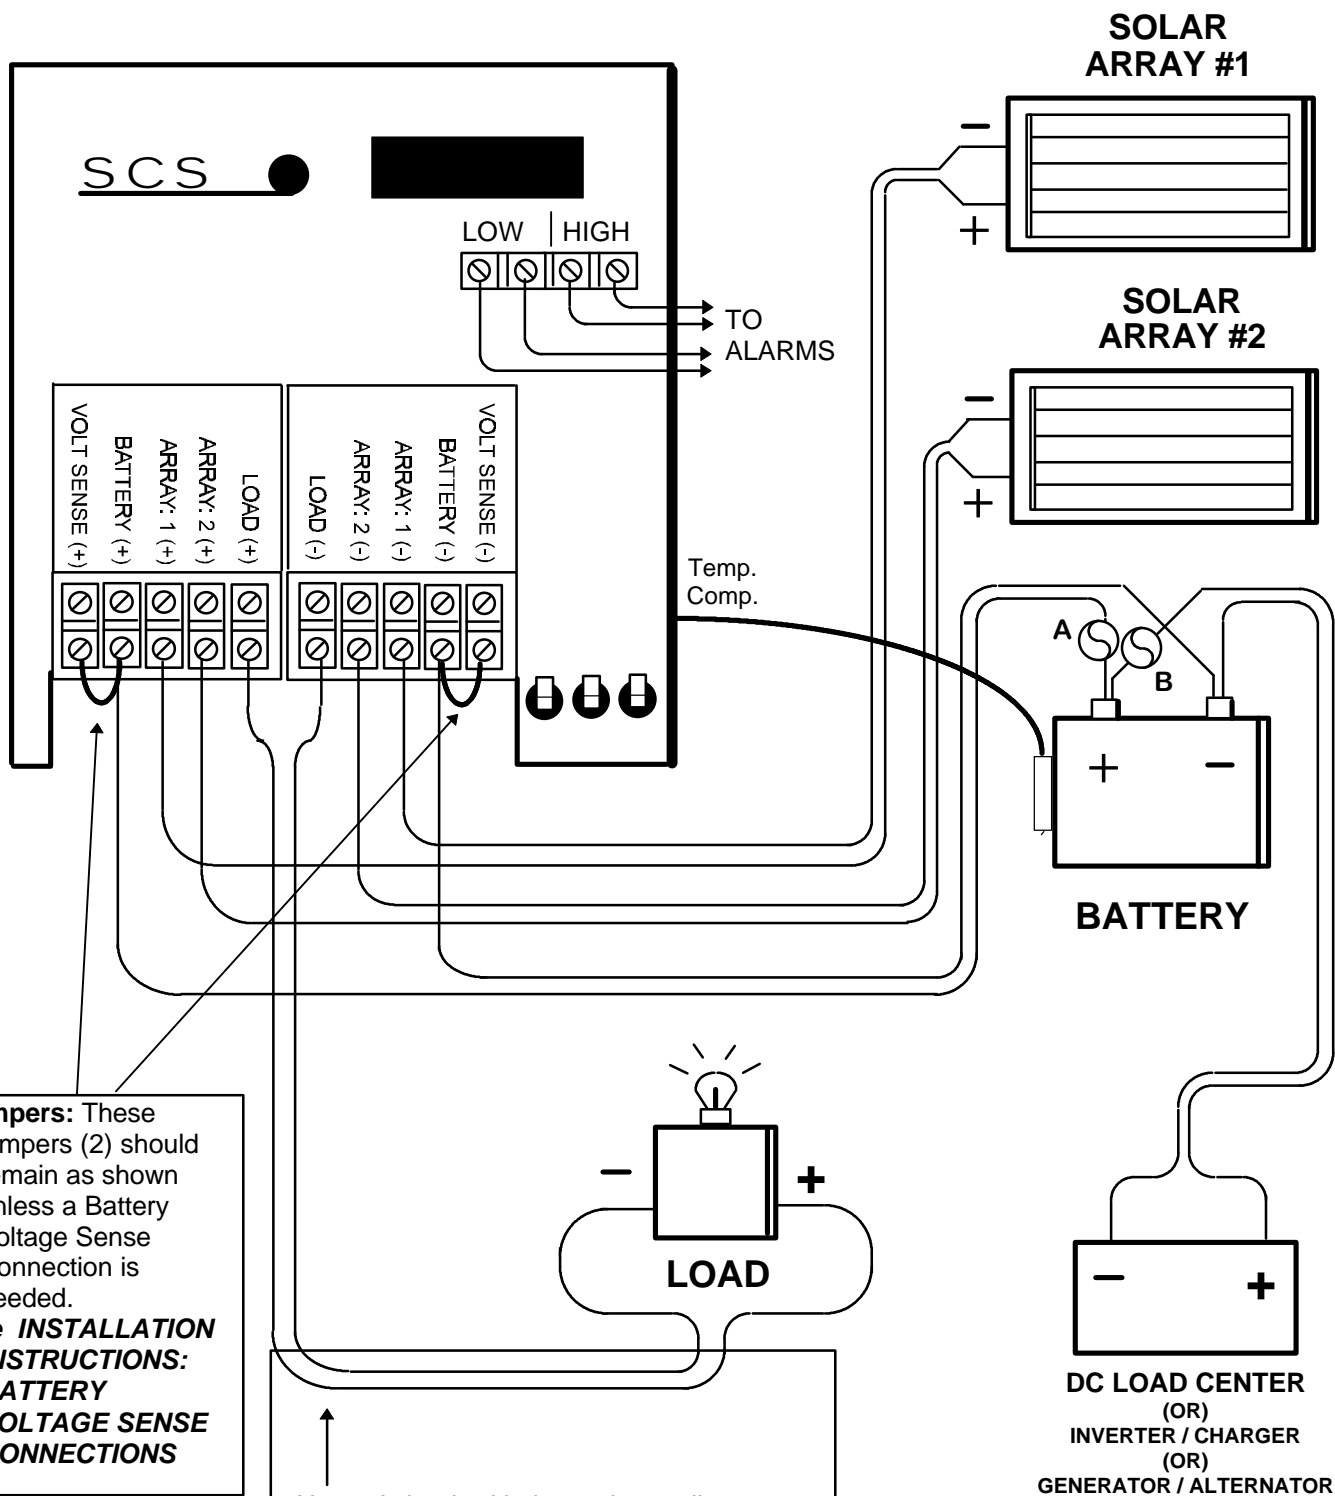 SOLAR
ARRAY #1
SCS
LOW HIGH
TO
ALARMS
SOLAR
ARRAY #2
VOLT SENSE (+)
BATTERY (+)
ARRAY: 1 (+)
ARRAY: 2 (+)
LOAD (+)
LOAD (-)
ARRAY: 2 (-)
ARRAY: 1 (-)
BATTERY (-)
VOLT SENSE (-)
Temp.
Comp.
A
B
+ −
BATTERY
mpers: These
mpers (2) should
emain as shown
nless a Battery
oltage Sense
onnection is
eeded.
e INSTALLATION
NSTRUCTIONS:
ATTERY
OLTAGE SENSE
ONNECTIONS
− +
LOAD
− +
DC LOAD CENTER
(OR)
INVERTER / CHARGER
(OR)
GENERATOR / ALTERNATOR